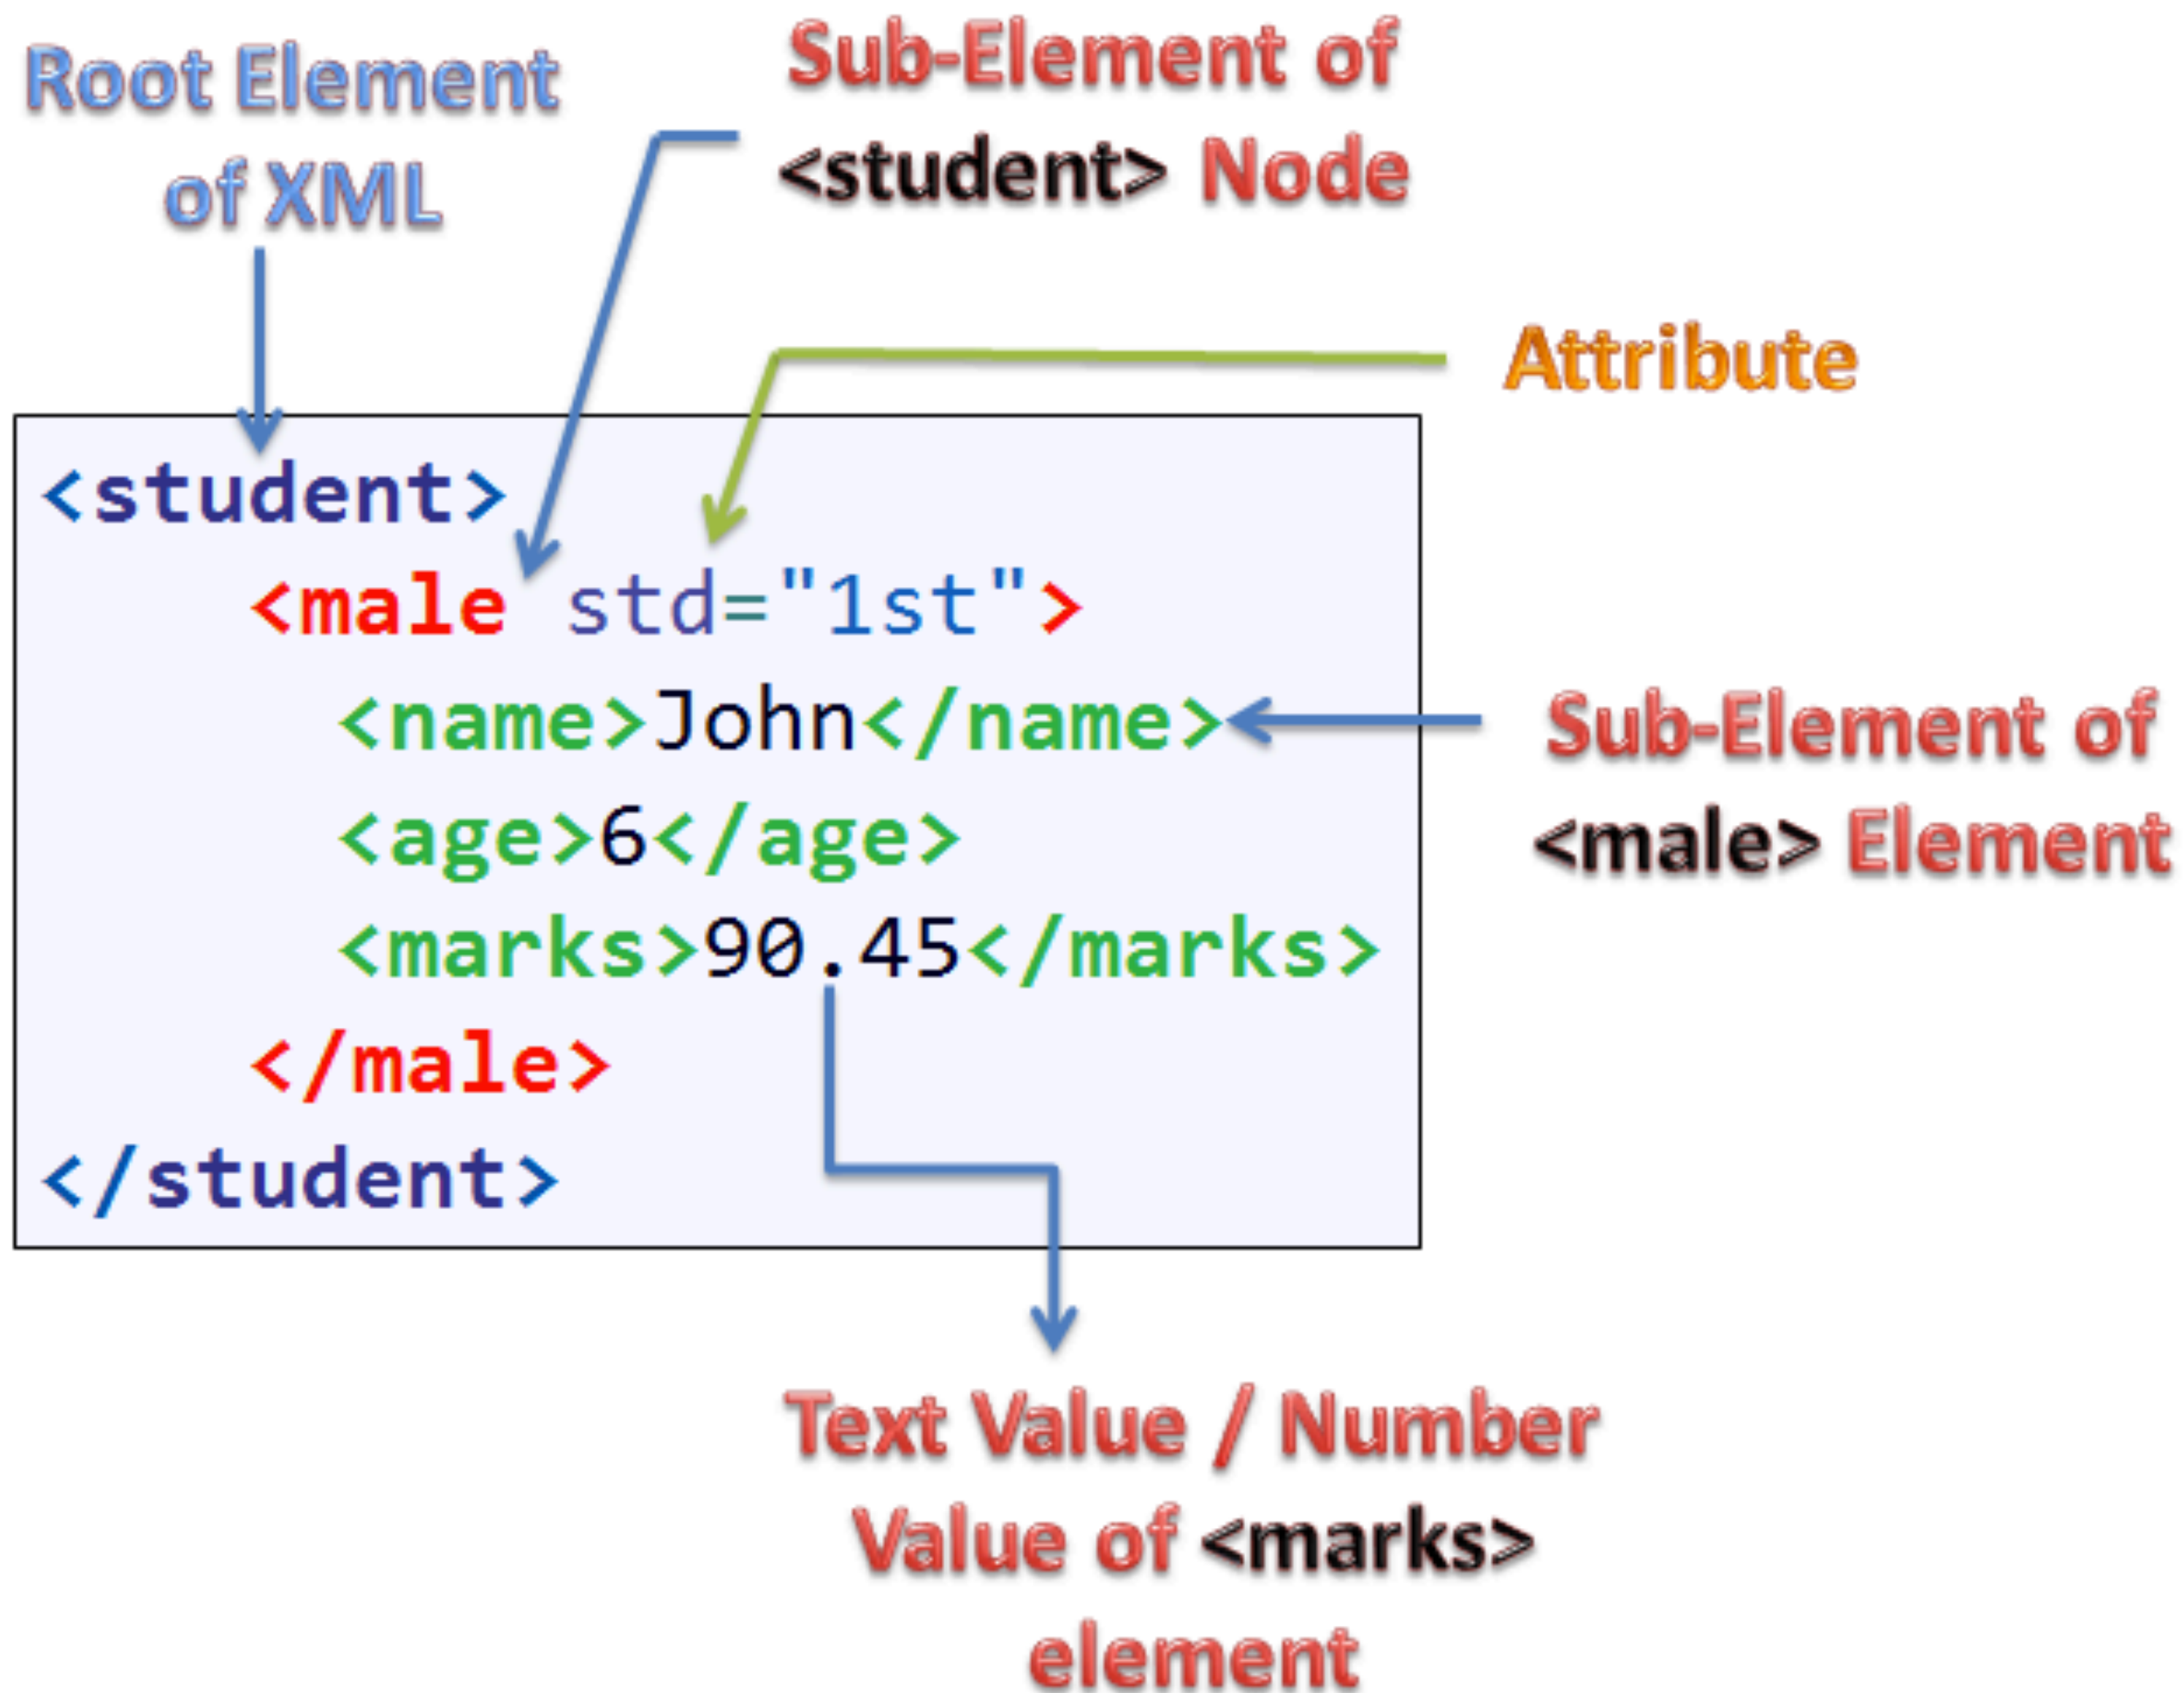 Root Element
of XML
Sub-Element of
<student> Node
Attribute
<student>
<male std="1st">
<name>John</name>
<age>6</age>
<marks>90.45</marks>
</male>
</student>
Sub-Element of
<male> Element
Text Value / Number
Value of <marks>
element